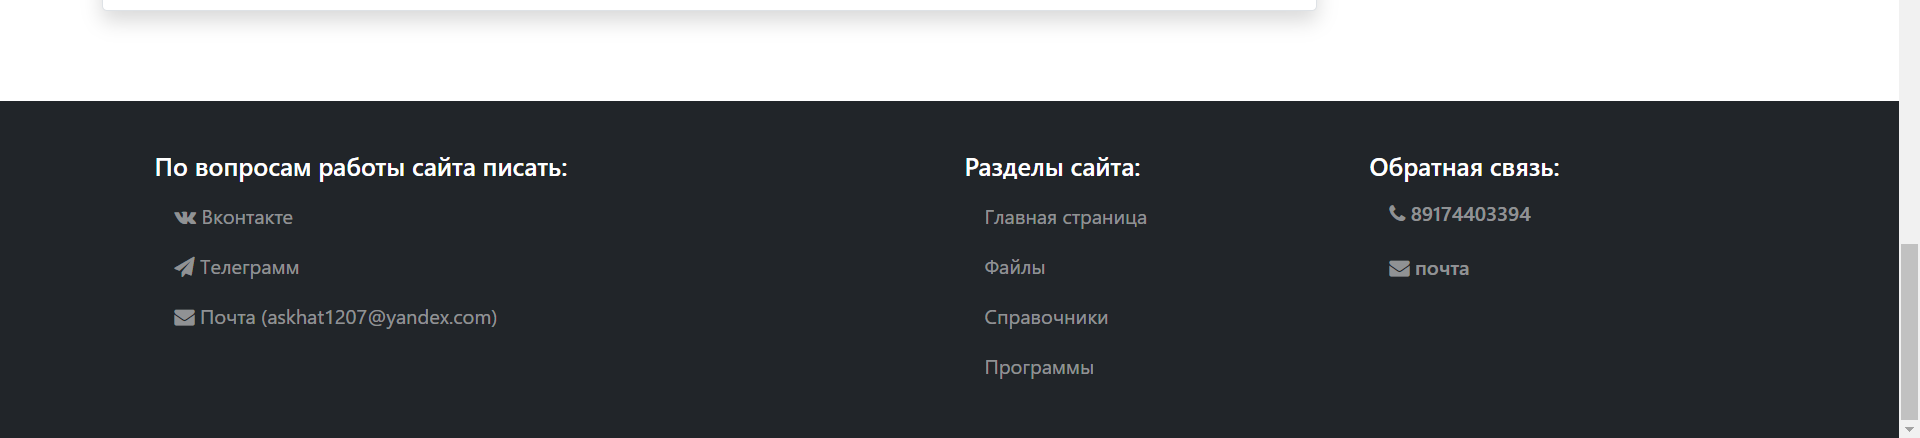 По вопросам работы сайта писать:
Вконтакте
Телеграмм
Почта (askhat1207@yandex.com)
Разделы сайта:
Главная страница
Файлы
Справочники
Программы
Обратная связь:
89174403394
почта